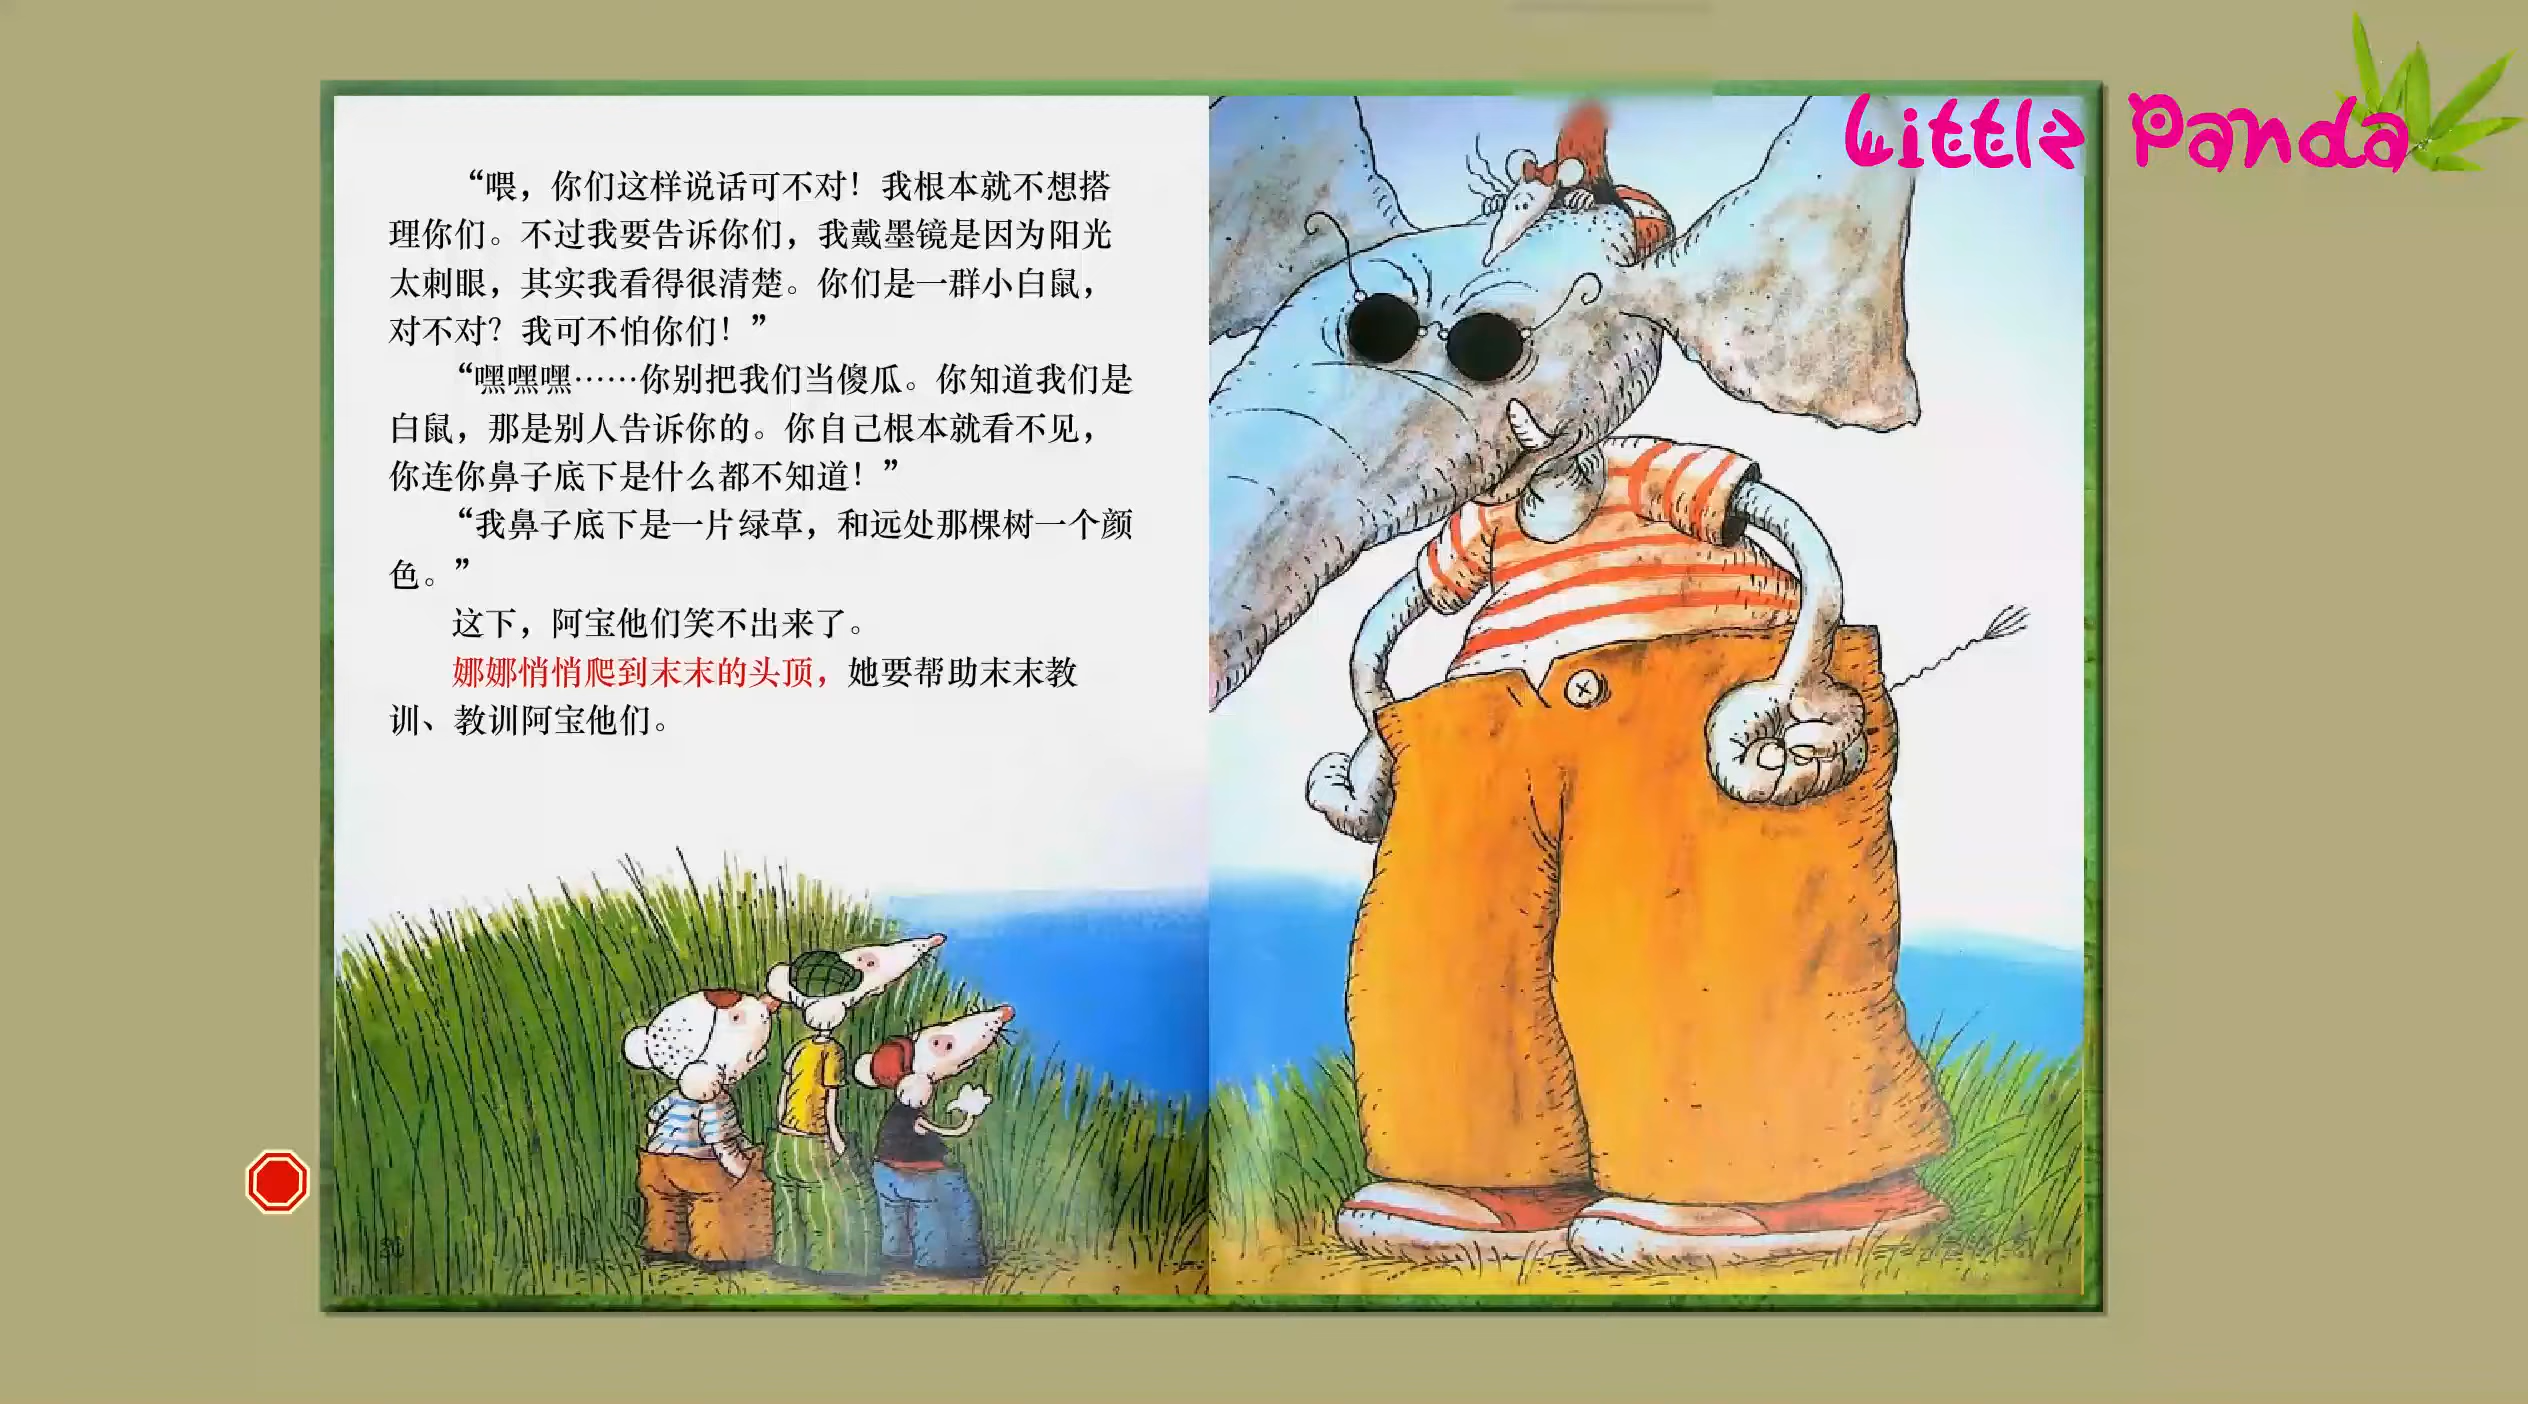 “喂，你们这样说话可不对！我根本就不想搭
理你们。不过我要告诉你们，我戴墨镜是因为阳光
太刺眼，其实我看得很清楚。你们是一群小白鼠，
对不对？我可不怕你们！”
“嘿嘿嘿……你别把我们当傻瓜。你知道我们是
白鼠，那是别人告诉你的。你自己根本就看不见，
你连你鼻子底下是什么都不知道！”
“我鼻子底下是一片绿草，和远处那棵树一个颜
色。”
这下，阿宝他们笑不出来了。
娜娜悄悄爬到末末的头顶，她要帮助末末教
训、教训阿宝他们。
Little Panda